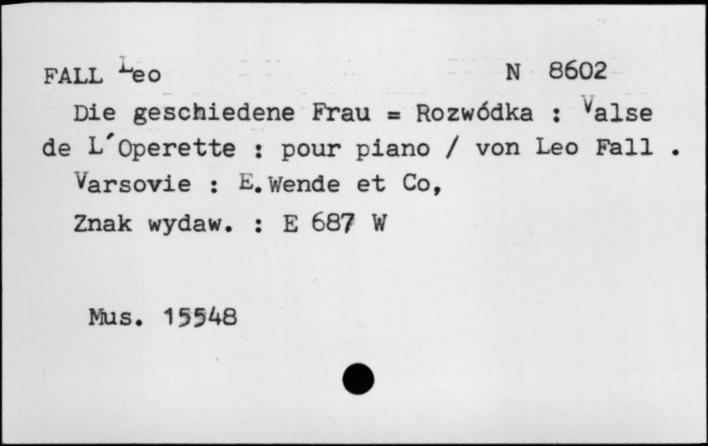 FALL Leo N 8602
Die geschiedene Frau = Rozwódka : Valse
de L'Operette : pour piano / von Leo Fall .
Varsovie : E.Wende et Co,
Znak wydaw. : E 687 W
Mus. 15548